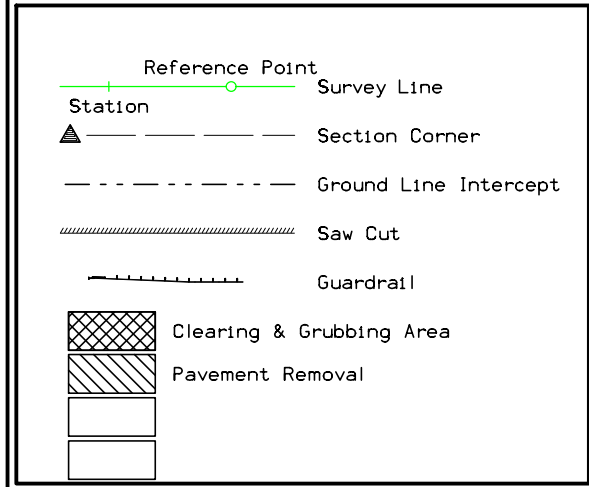 Reference Point
Survey Line
Station
Section Corner
Ground Line Intercept
Saw Cut
Guardrail
Clearing & Grubbing Area
Pavement Removal